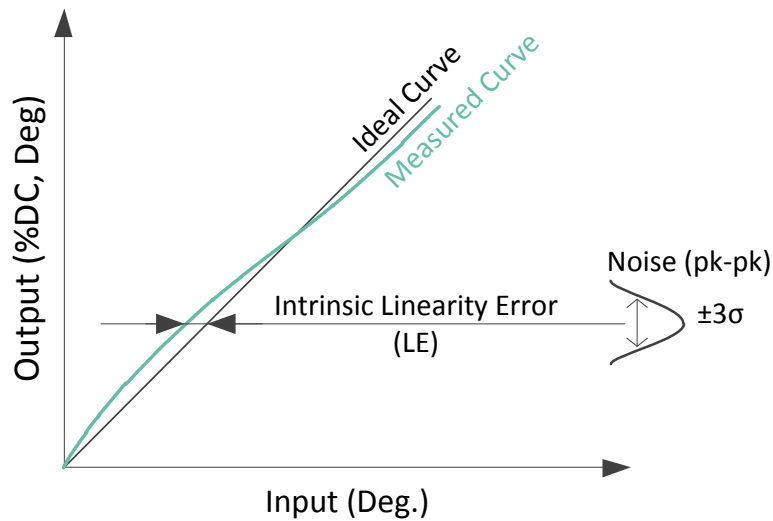 Output (%DC, Deg)
Ideal Curve
Measured Curve
Noise (pk-pk)
±3σ
Intrinsic Linearity Error
(LE)
Input (Deg.)